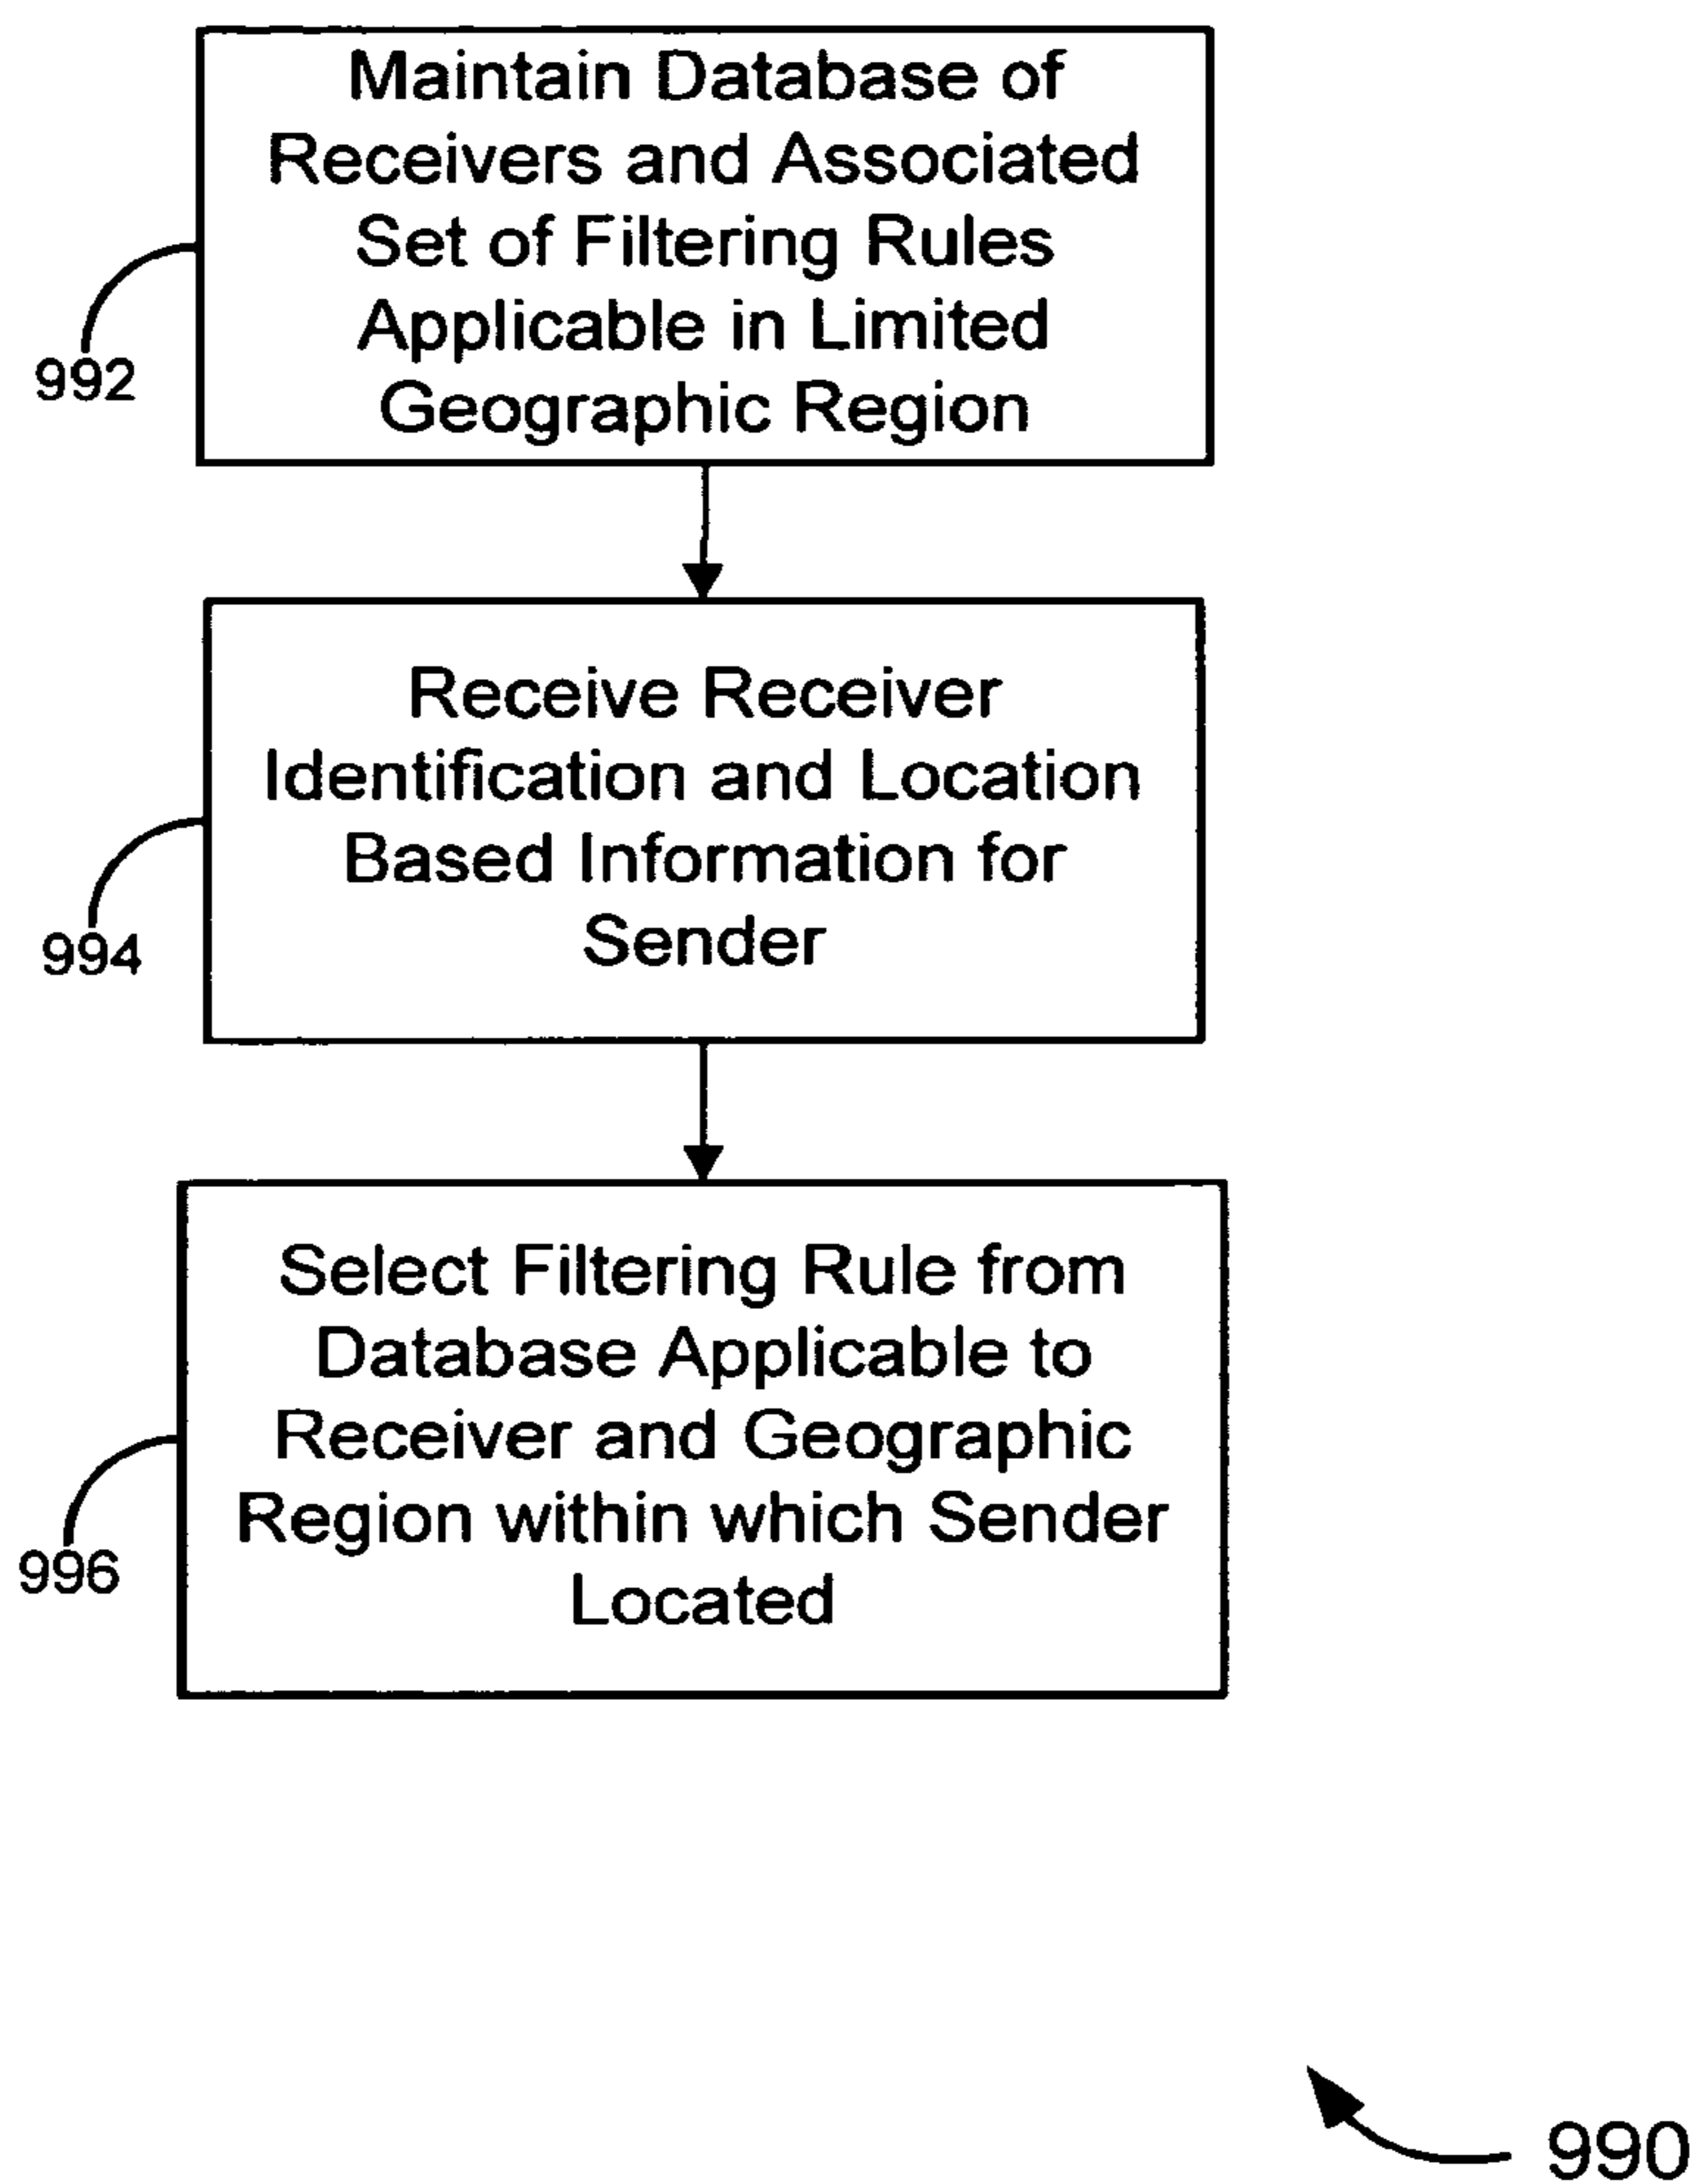 Maintain Database of
Receivers and Associated
Set of Filtering Rules
Applicable in Limited
Geographic Region
992
Receive Receiver
Identification and Location
Based Information for
Sender
994
Select Filtering Rule from
Database Applicable to
Receiver and Geographic
Region within which Sender
Located
996
990